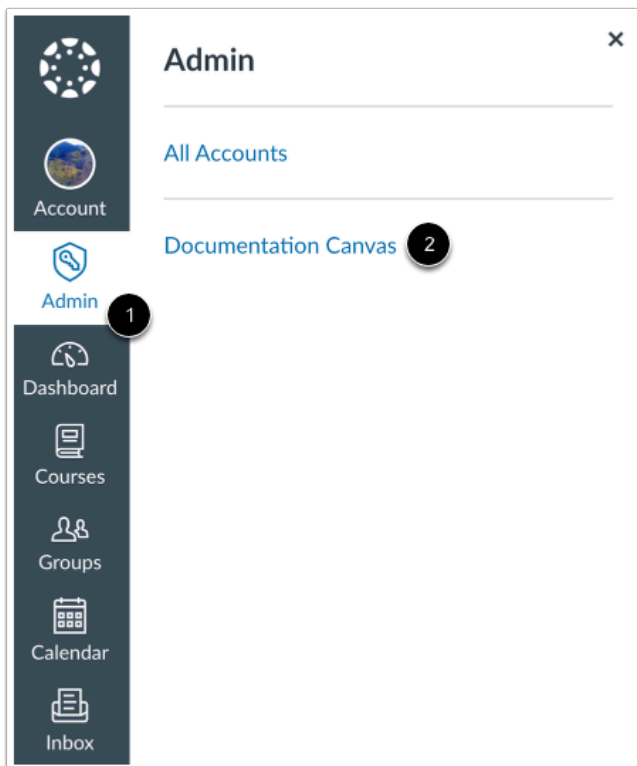 Admin
×
All Accounts
Documentation Canvas 2
Account
Admin
1
Dashboard
Courses
Groups
Calendar
Inbox